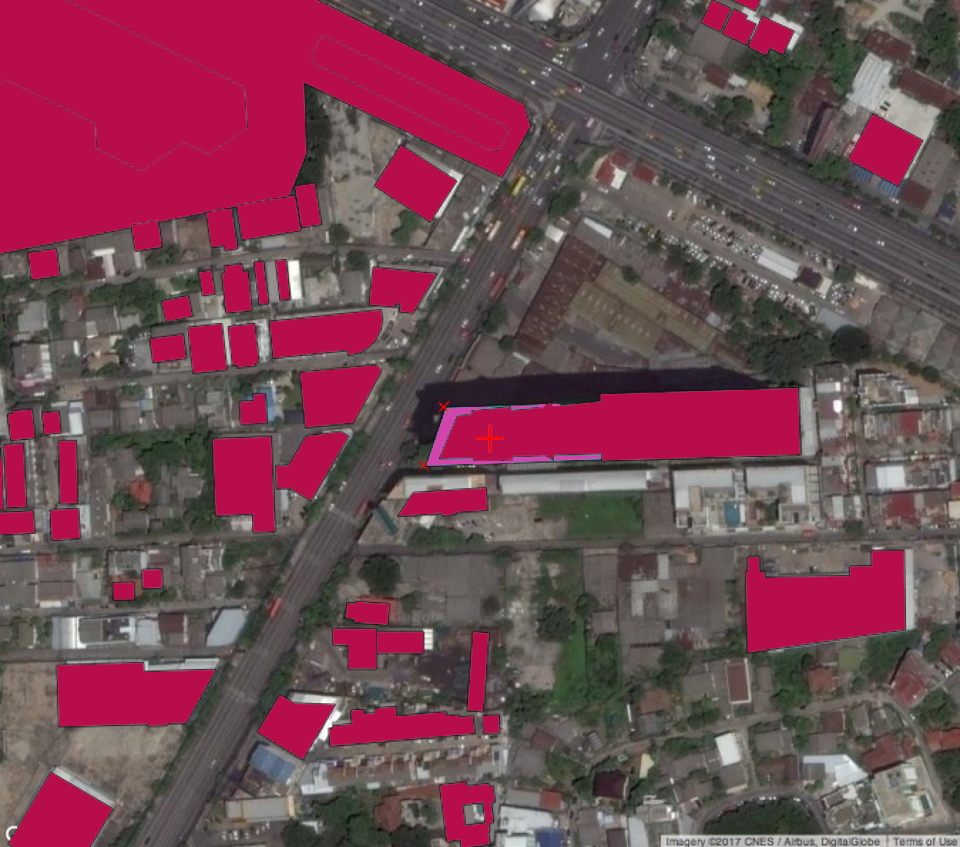 Imagery ©2017 CNES / Airbus, DigitalGlobe
Terms of Use